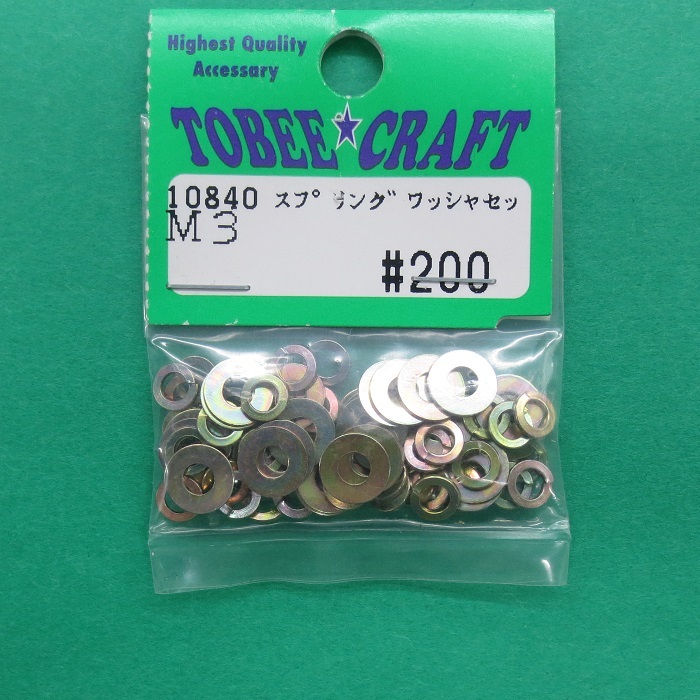 Highest Quality
Accessary
TOBEE★CRAFT
10840 スプリングワッシャセッ
M3
#200